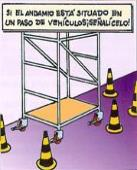 SI EL ANDAMIO ESTÁ SITUADO EN
UN PASO DE VEHÍCULOS ¡SEÑALÍCELO!